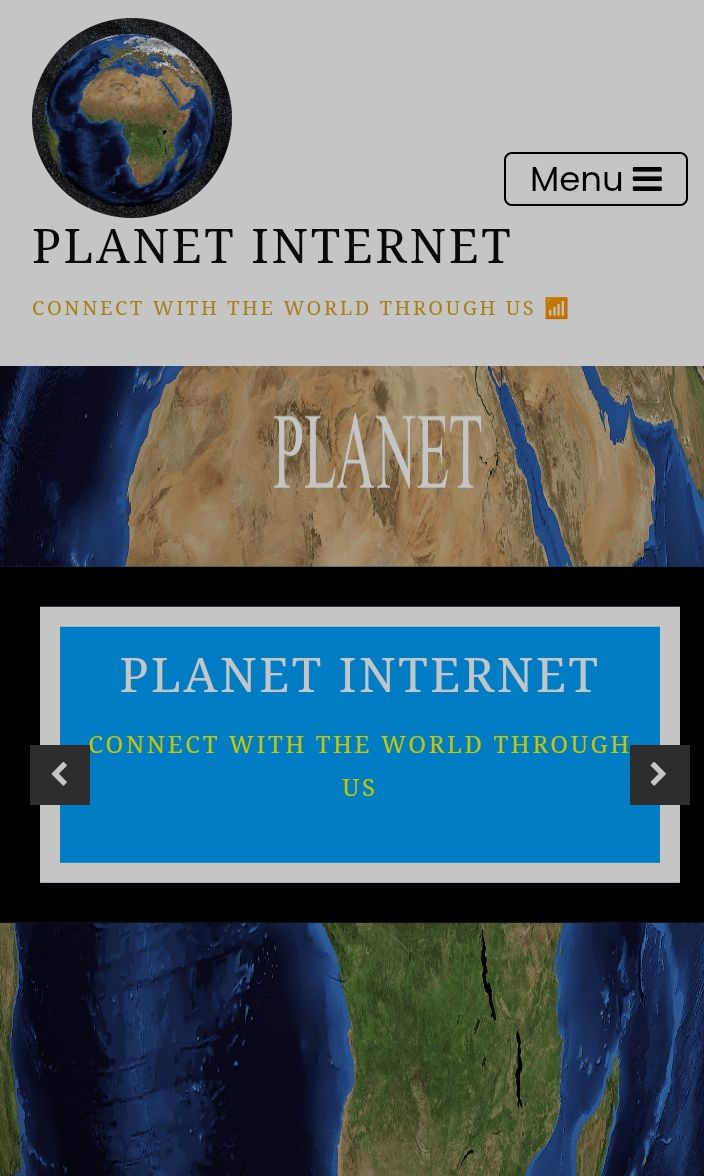 Menu
PLANET INTERNET
CONNECT WITH THE WORLD THROUGH US 📶
PLANET
PLANET INTERNET
CONNECT WITH THE WORLD THROUGH
US